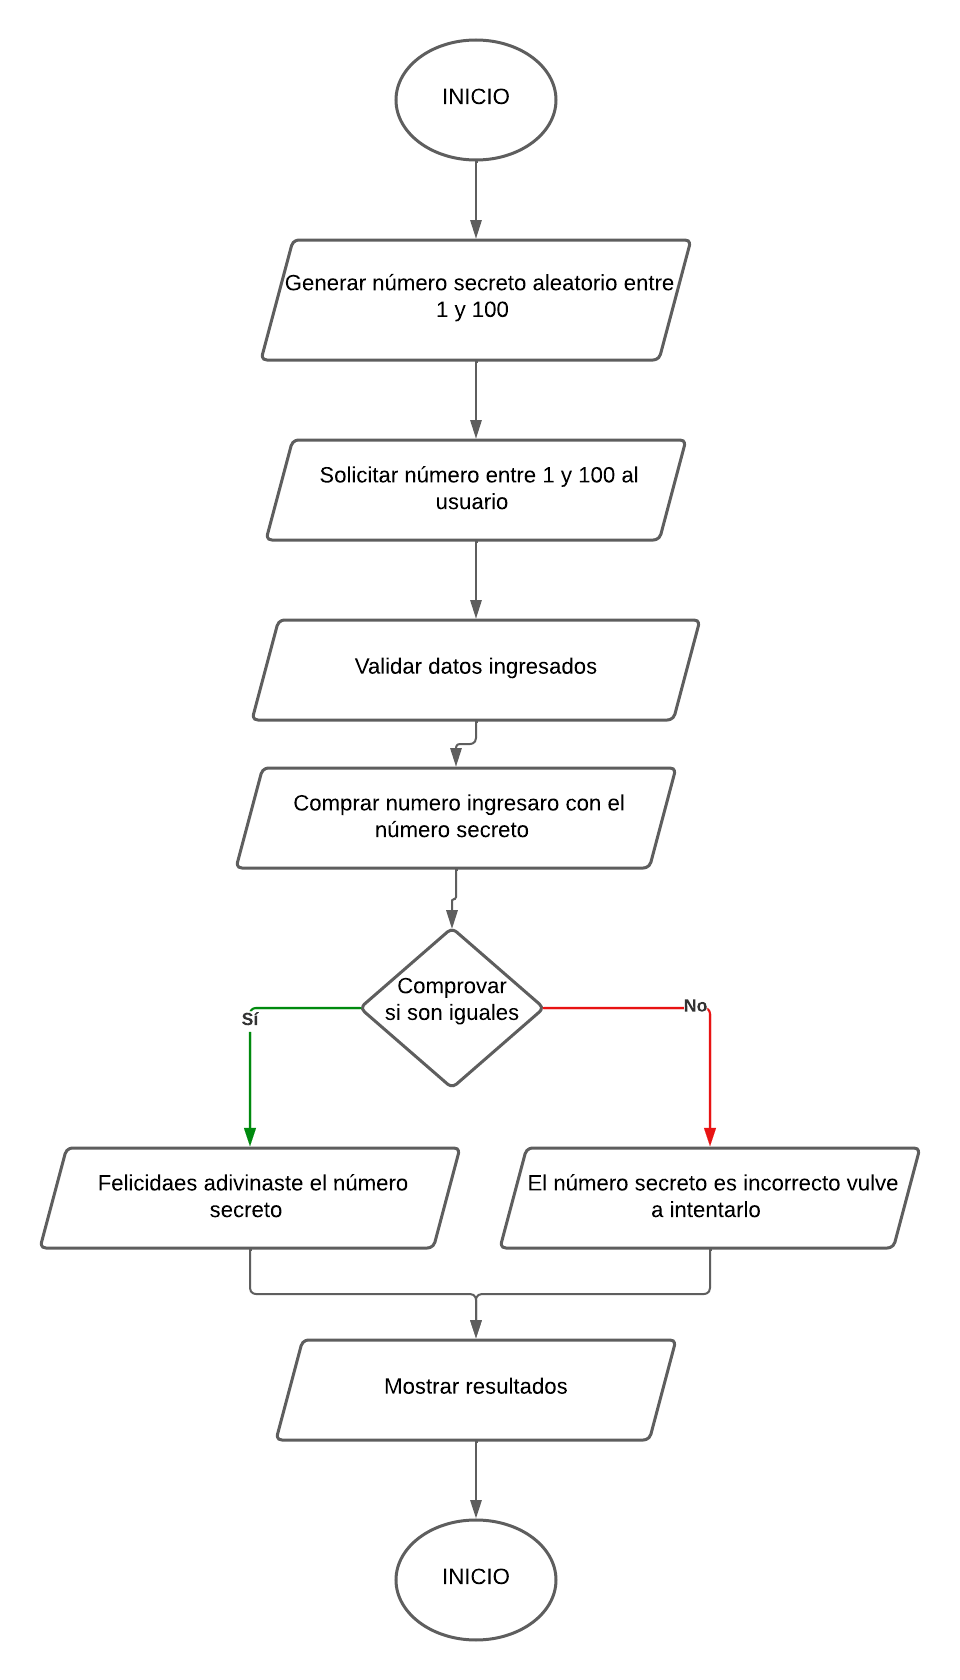 INICIO
Generar número secreto aleatorio entre
1 y 100
Solicitar número entre 1 y 100 al
usuario
Validar datos ingresados
Comprar numero ingresaro con el
número secreto
Comprovar
si son iguales
Sí
No
Felicidaes adivinaste el número
secreto
El número secreto es incorrecto vulve
a intentarlo
Mostrar resultados
INICIO